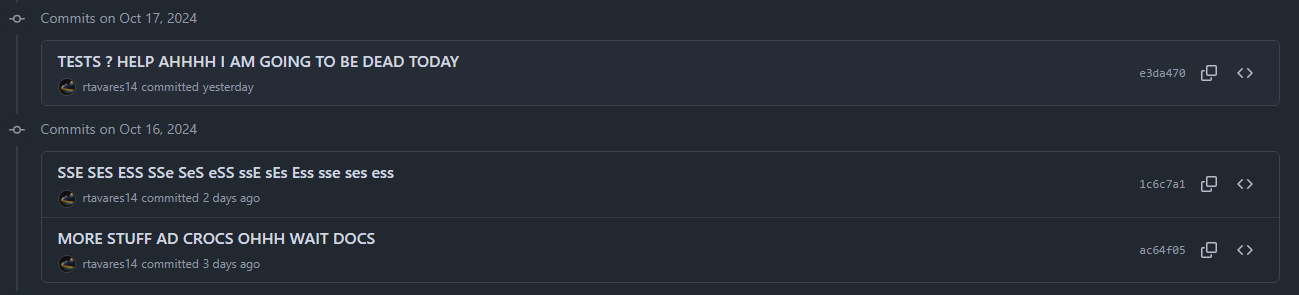 Commits on Oct 17, 2024
TESTS ? HELP AHHHH I AM GOING TO BE DEAD TODAY
rtavares14 committed yesterday
e3da470
Commits on Oct 16, 2024
SSE SES ESS SSe SeS eSS ssE sEs Ess sse ses ess
rtavares14 committed 2 days ago
1c6c7a1
MORE STUFF AD CROCS OHHH WAIT DOCS
rtavares14 committed 3 days ago
ac64f05